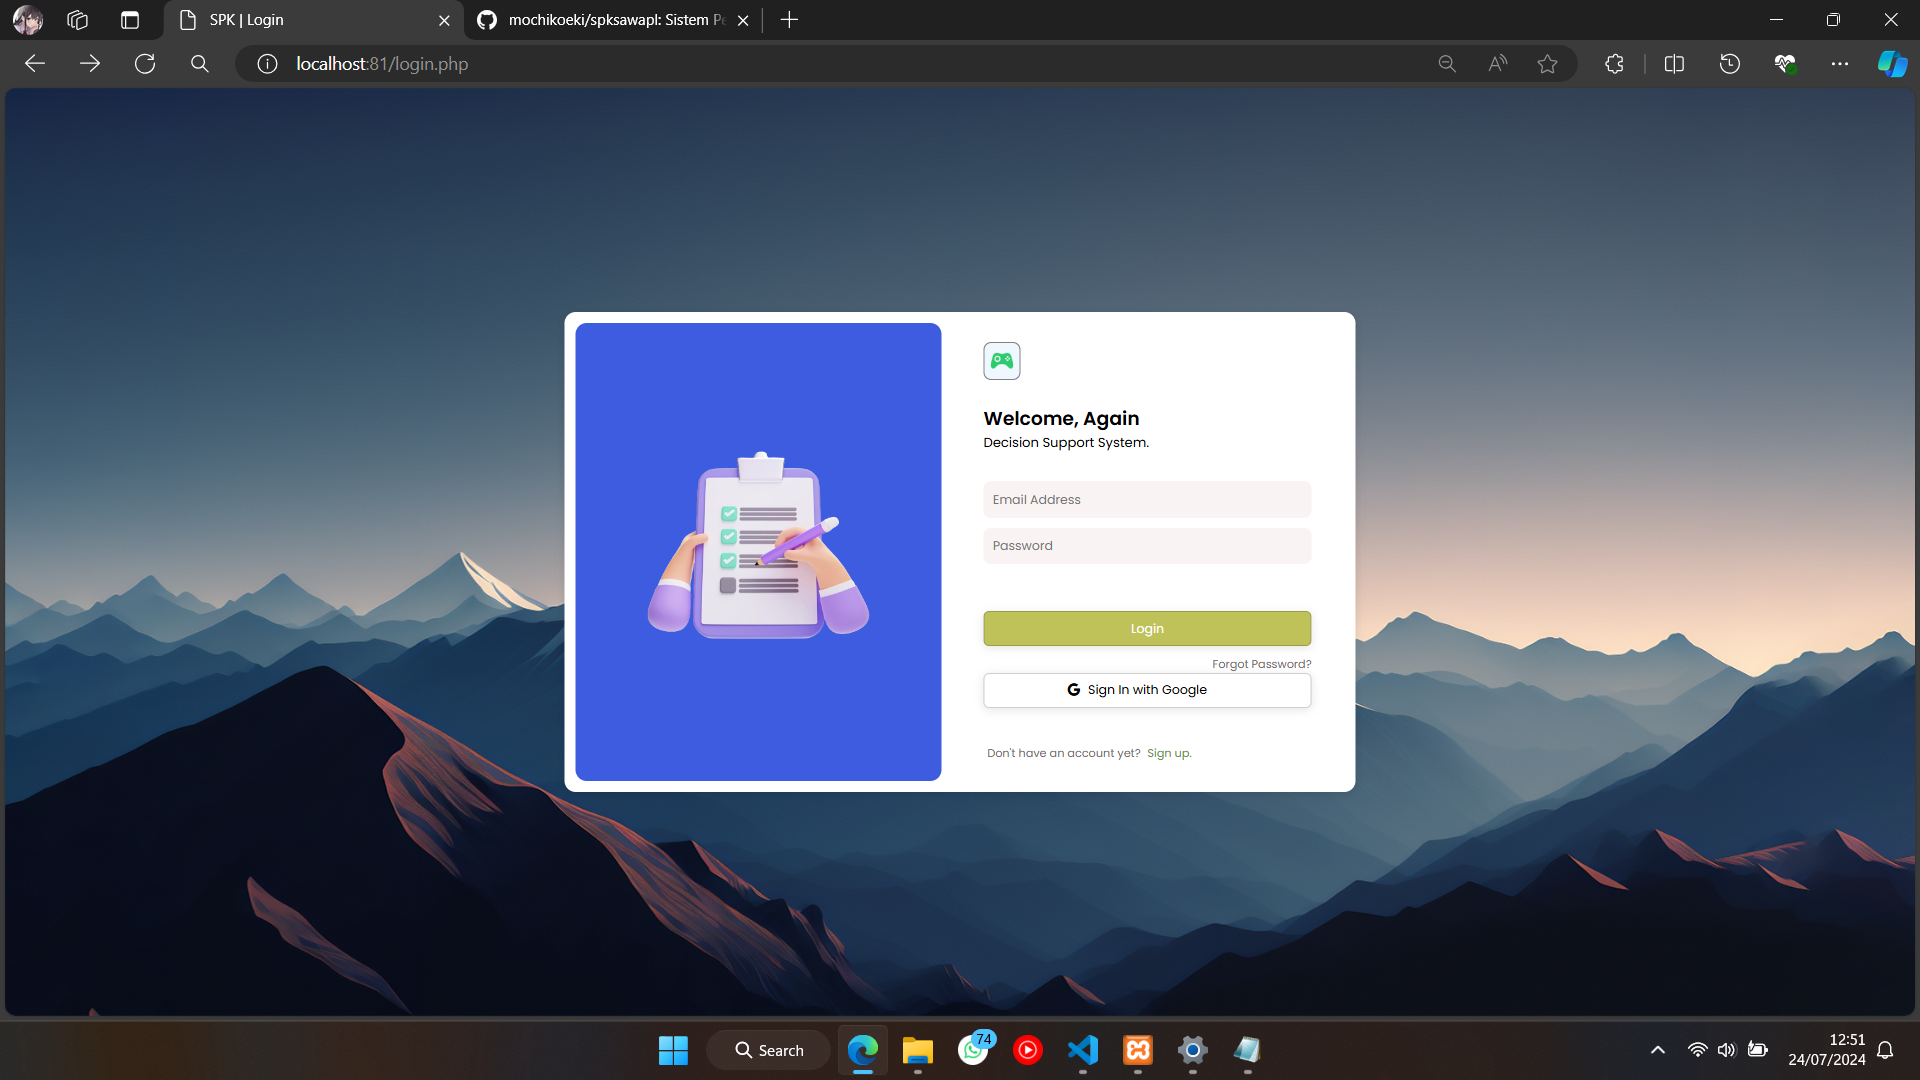 SPK | Login
mochikoeki/spksawapl: Sistem Pe
localhost:81/login.php
Welcome, Again
Decision Support System.
Email Address
Password
Login
Forgot Password?
G Sign In with Google
Don't have an account yet? Sign up.
Search
74
12:51
24/07/2024